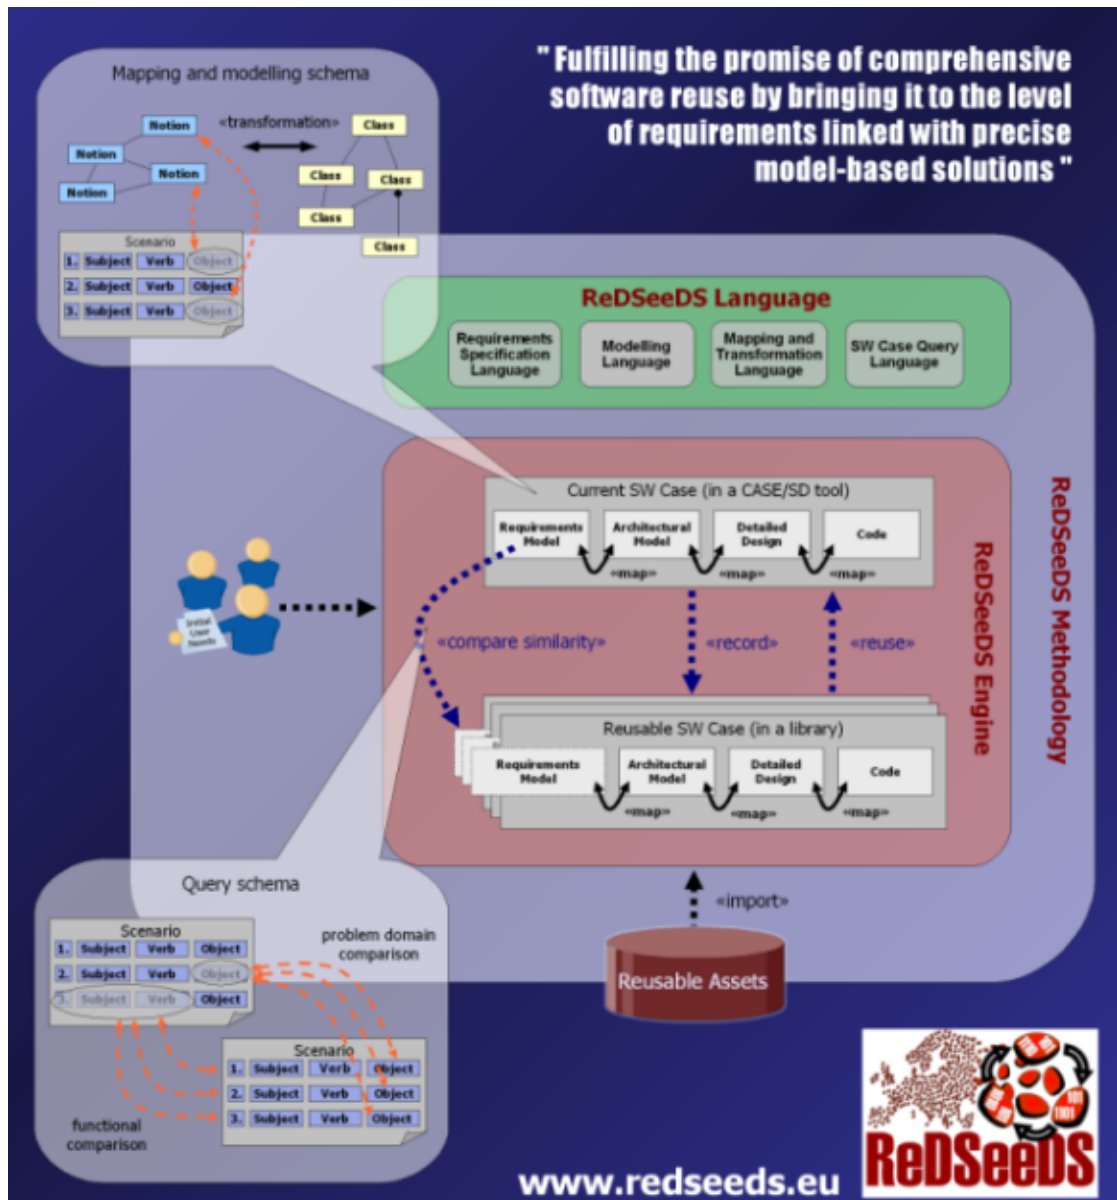 " Fulfilling the promise of comprehensive
software reuse by bringing it to the level
of requirements linked with precise
model-based solutions "
Mapping and modelling schema
Notion
«transformation»
Class
Notion
Notion
Notion
Class
Class
Class
Class
Scenario
1. Subject Verb Object
2. Subject Verb Object
3. Subject Verb Object
ReDSeeDS Language
Requirements
Specification
Language
Modelling
Language
Mapping and
Transformation
Language
SW Case Query
Language
Current SW Case (in a CASE/SD tool)
Requirements
Model
Architectural
Model
Detailed
Design
Code
«map»
«map»
«map»
Initial
User
Needs
«compare similarity»
«record»
«reuse»
ReDSeeDS Engine
ReDSeeDS Methodology
Reusable SW Case (in a library)
Requirements
Model
Architectural
Model
Detailed
Design
Code
«map»
«map»
«map»
«import»
Reusable Assets
Query schema
Scenario
1. Subject Verb Object
2. Subject Verb Object
3. Subject Verb Object
problem domain
comparison
Scenario
1. Subject Verb Object
2. Subject Verb Object
3. Subject Verb Object
functional
comparison
www.redseeds.eu
ReDSeeDS